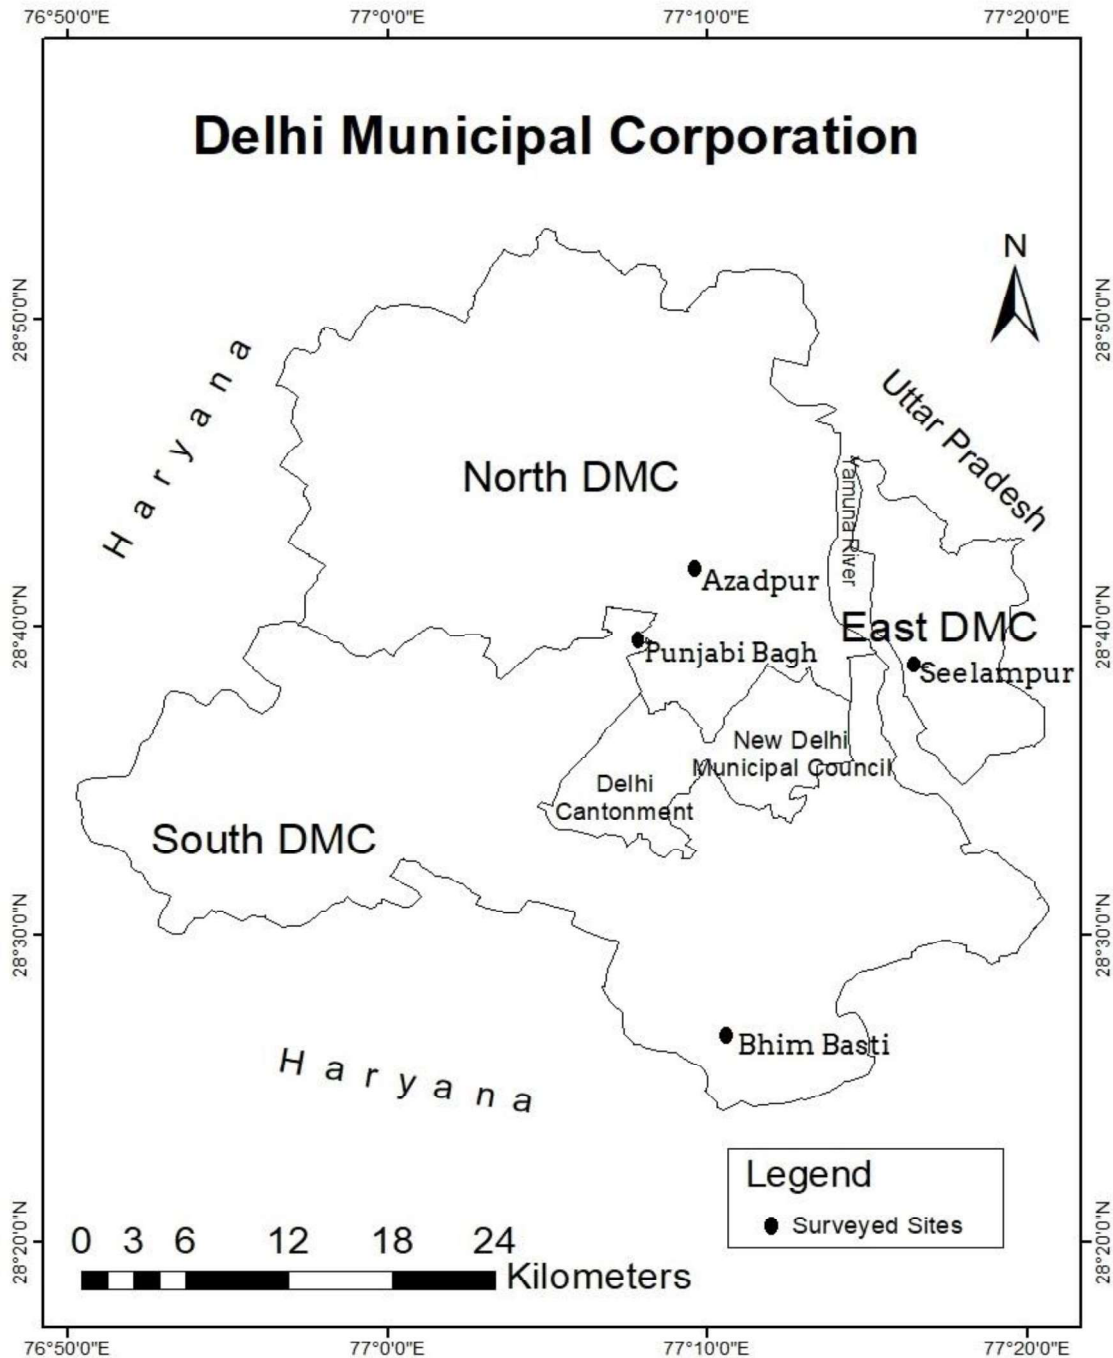 76°50'0"E 77°0'0"E 77°10'0"E 77°20'0"E
Delhi Municipal Corporation
N
28°50'0"N
28°50'0"N
Haryana
Uttar Pradesh
North DMC
Yamuna River
Azadpur
28°40'0"N
East DMC
28°40'0"N
Punjabi Bagh
Seelampur
New Delhi
Municipal Council
Delhi
Cantonment
South DMC
28°30'0"N
28°30'0"N
Bhim Basti
Haryana
Legend
Surveyed Sites
28°20'0"N
28°20'0"N
0 3 6 12 18 24
Kilometers
76°50'0"E 77°0'0"E 77°10'0"E 77°20'0"E